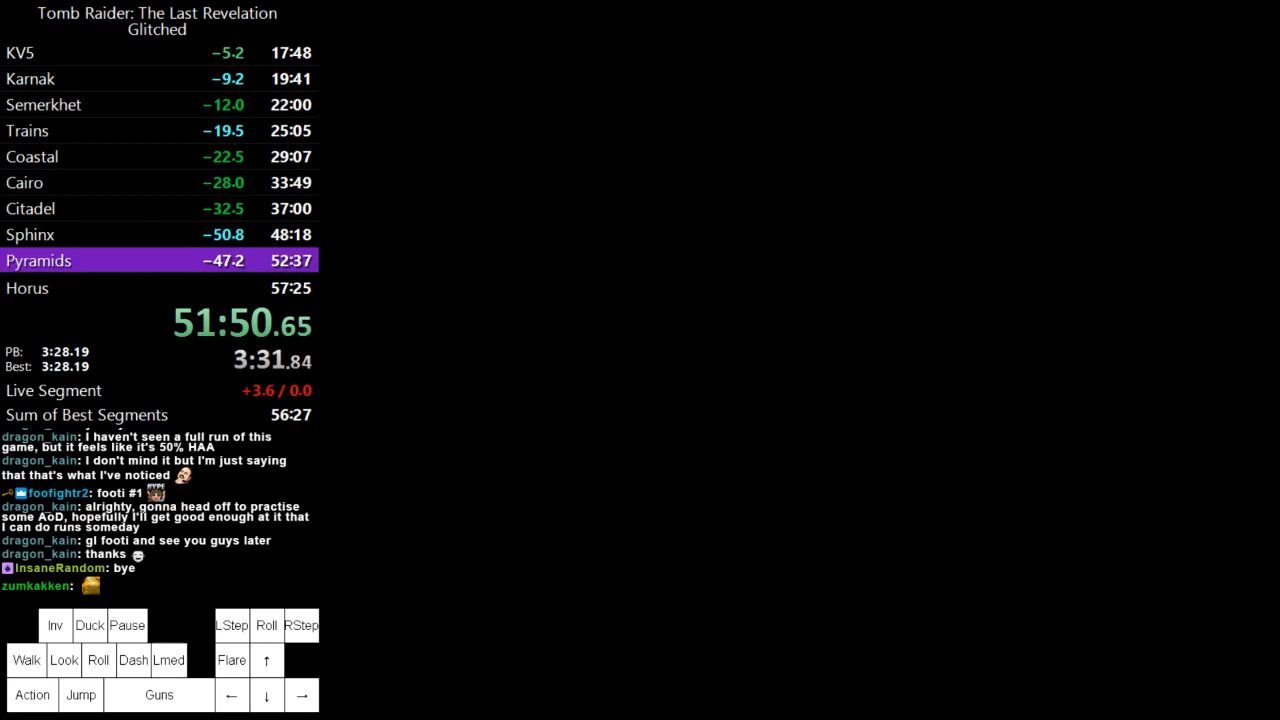 Tomb Raider: The Last Revelation
Glitched
KV5 −5.2 17:48
Karnak −9.2 19:41
Semerkhet −12.0 22:00
Trains −19.5 25:05
Coastal −22.5 29:07
Cairo −28.0 33:49
Citadel −32.5 37:00
Sphinx −50.8 48:18
Pyramids −47.2 52:37
Horus 57:25
51:50.65
PB: 3:28.19
Best: 3:28.19
3:31.84
Live Segment +3.6 / 0.0
Sum of Best Segments 56:27
dragon_kain: I haven't seen a full run of this
game, but it feels like it's 50% HAA
dragon_kain: I don't mind it but I'm just saying
that that's what I've noticed
foofightr2: footi #1
dragon_kain: alrighty, gonna head off to practise
some AoD, hopefully I'll get good enough at it that
I can do runs someday
dragon_kain: gl footi and see you guys later
dragon_kain: thanks
InsaneRandom: bye
zumkakken:
Inv Duck Pause LStep Roll RStep
Walk Look Roll Dash Lmed Flare ↑
Action Jump Guns ← ↓ →